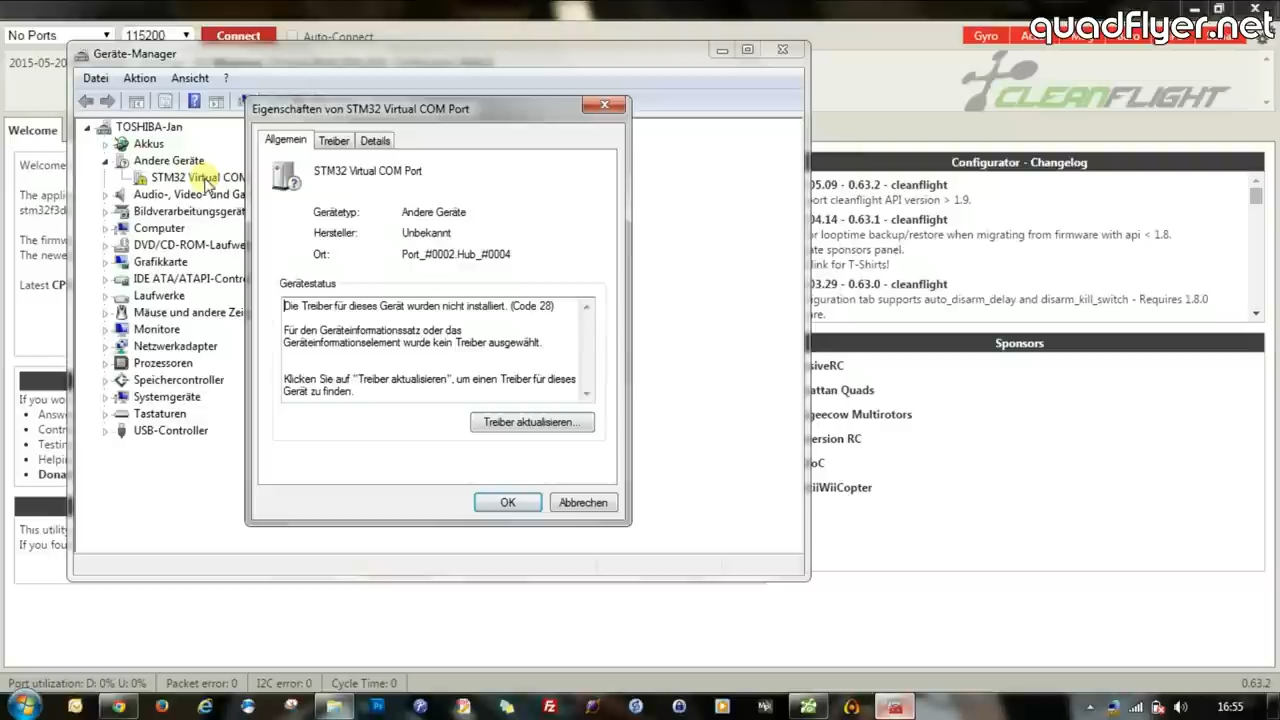 quadflyer.net
No Ports
115200
Connect
Auto-Connect
Gyro
2015-05-20
CLEANFLIGHT
Geräte-Manager
Datei Aktion Ansicht ?
TOSHIBA-Jan
Akkus
Andere Geräte
STM32 Virtual COM
Audio-, Video- und Ga
Bildverarbeitungsgerät
Computer
DVD/CD-ROM-Laufwe
Grafikkarte
IDE ATA/ATAPI-Contro
Laufwerke
Mäuse und andere Zei
Monitore
Netzwerkadapter
Prozessoren
Speichercontroller
Systemgeräte
Tastaturen
USB-Controller
Eigenschaften von STM32 Virtual COM Port
Allgemein Treiber Details
STM32 Virtual COM Port
Gerätetyp: Andere Geräte
Hersteller: Unbekannt
Ort: Port_#0002.Hub_#0004
Gerätestatus
Die Treiber für dieses Gerät wurden nicht installiert. (Code 28)
Für den Geräteinformationssatz oder das
Geräteinformationselement wurde kein Treiber ausgewählt.
Klicken Sie auf "Treiber aktualisieren", um einen Treiber für dieses
Gerät zu finden.
Treiber aktualisieren...
OK Abbrechen
Welcome
Welcome
The appli
stm32f3d
The firmw
The newe
Latest CP
If you wo
Answ
Contr
Testin
Helpin
Dona
This utility
If you fou
Configurator - Changelog
05.09 - 0.63.2 - cleanflight
ort cleanflight API version > 1.9.
04.14 - 0.63.1 - cleanflight
or looptime backup/restore when migrating from firmware with api < 1.8.
ate sponsors panel.
link for T-Shirts!
03.29 - 0.63.0 - cleanflight
guration tab supports auto_disarm_delay and disarm_kill_switch - Requires 1.8.0
are.
Sponsors
siveRC
attan Quads
geecow Multirotors
ersion RC
oC
iiWiiCopter
Port utilization: D: 0% U: 0% Packet error: 0 I2C error: 0 Cycle Time: 0 0.63.2
16:55